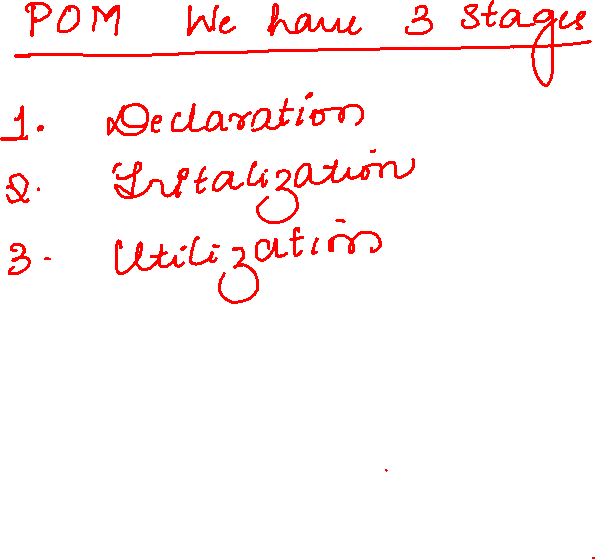 POM We have 3 stages
1. Declaration
2. Initalization
3. Utilization